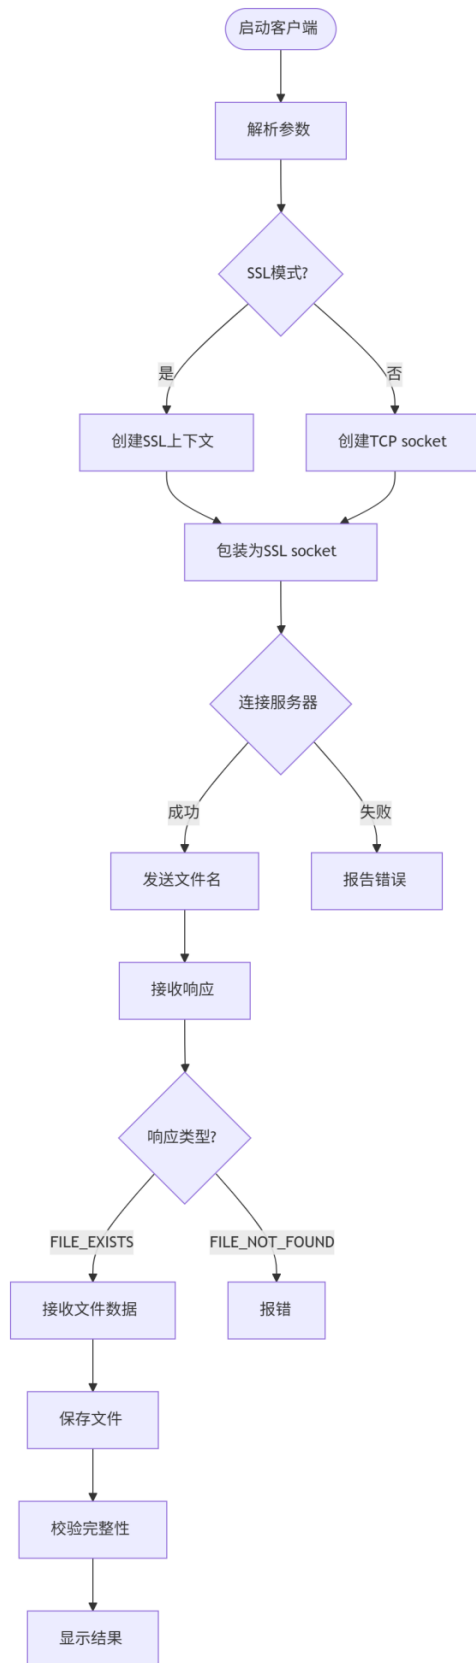 启动客户端
解析参数
SSL模式?
是
否
创建SSL上下文
创建TCP socket
包装为SSL socket
连接服务器
成功
失败
发送文件名
报告错误
接收响应
响应类型?
FILE_EXISTS
FILE_NOT_FOUND
接收文件数据
报错
保存文件
校验完整性
显示结果